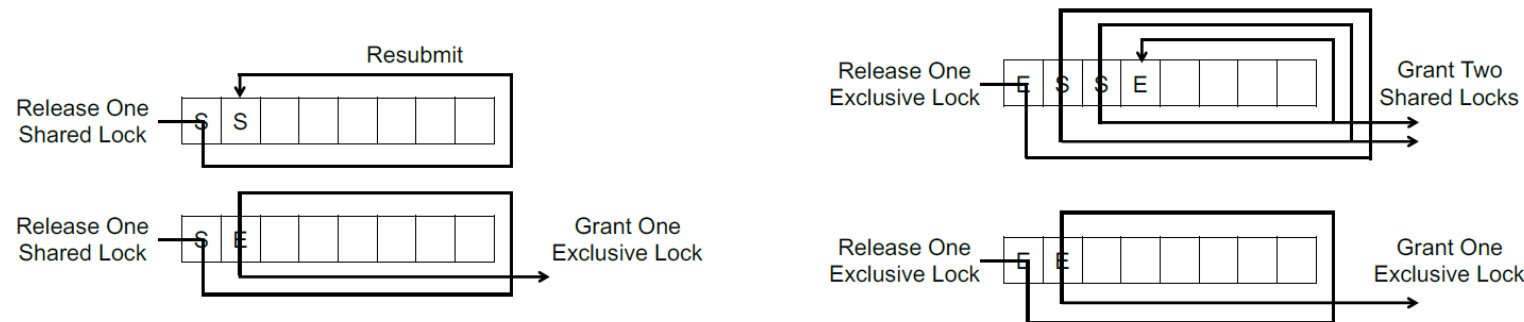 Resubmit
Release One
Shared Lock
S S
Release One
Shared Lock
S E
Grant One
Exclusive Lock
Release One
Exclusive Lock
E S S E
Grant Two
Shared Locks
Release One
Exclusive Lock
E E
Grant One
Exclusive Lock